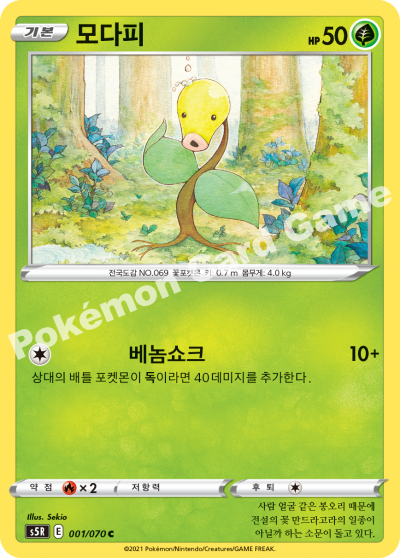 기본 모다피 HP 50
전국도감 NO.069 꽃포켓몬 키: 0.7 m 몸무게: 4.0 kg
Pokémon Card Game
베놈쇼크 10+
상대의 배틀 포켓몬이 독이라면 40데미지를 추가한다.
약점 ×2 저항력 후퇴
Illus. Sekio
s5R E 001/070 C
사람 얼굴 같은 봉오리 때문에
전설의 꽃 만드라고라의 일종이
아닐까 하는 소문이 돌고 있다.
©2021 Pokémon/Nintendo/Creatures/GAME FREAK.